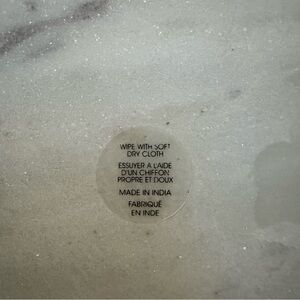 WIPE WITH SOFT
DRY CLOTH
ESSUYER A L'AIDE
D'UN CHIFFON
PROPRE ET DOUX
MADE IN INDIA
FABRIQUÉ
EN INDE